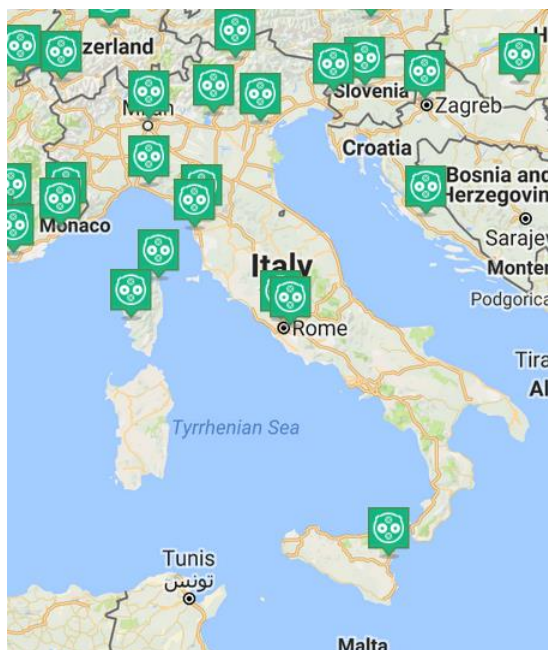 zerland
H
Slovenia
Milan
Zagreb
Croatia
Bosnia and
Herzegovin
Monaco
Sarajev
Italy
Monten
Podgorica
Rome
Tira
Al
Tyrrhenian Sea
Tunis
تونس
Malta